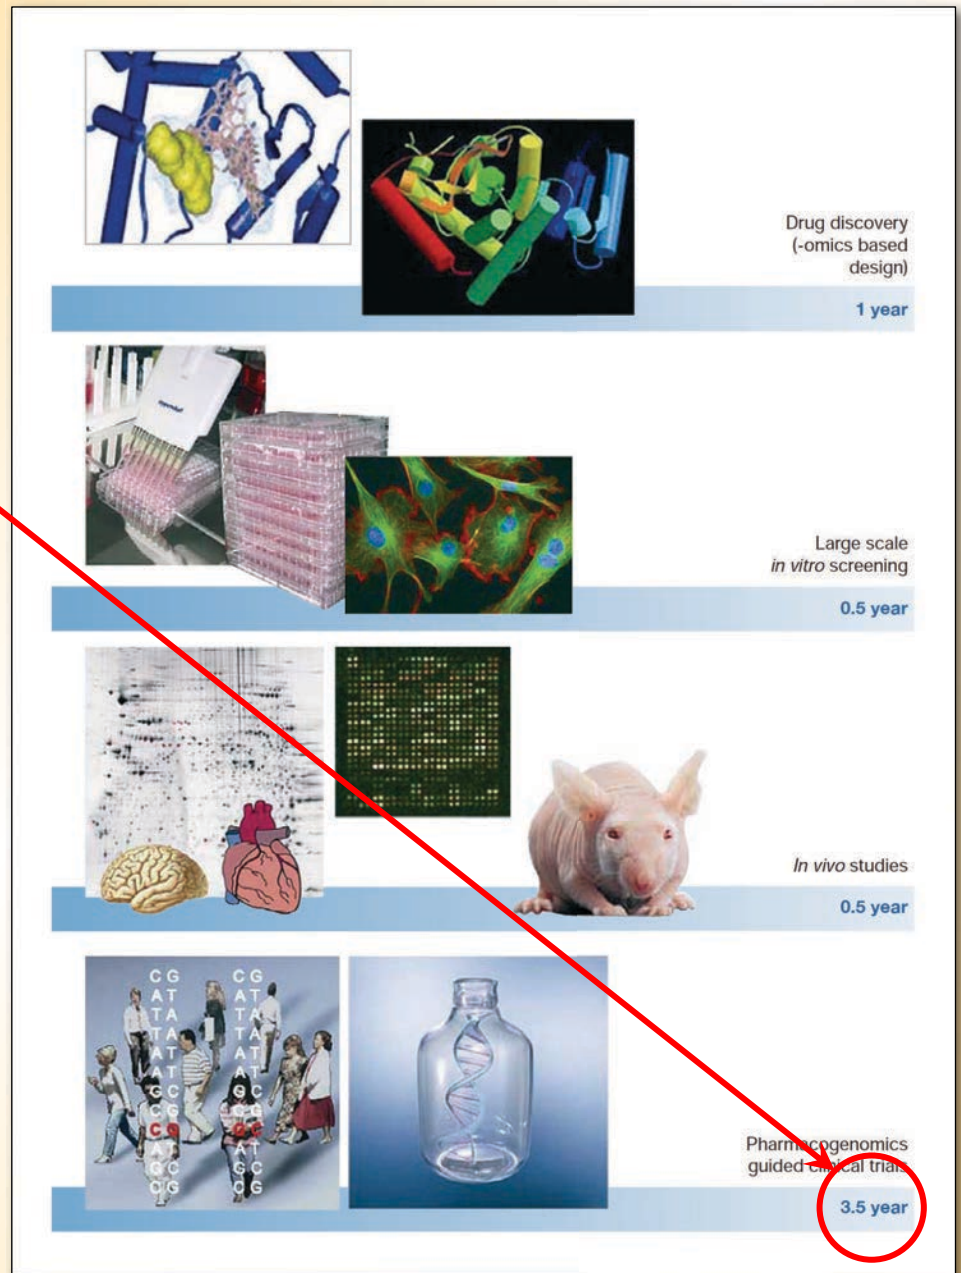 Drug discovery
(-omics based
design)
1 year
Large scale
in vitro screening
0.5 year
In vivo studies
0.5 year
C G C G
A T A T
T A T A
T A T A
A T A T
A T A T
G C G C
C G C G
C G G C
A T A T
G C G C
C G C G
Pharmacogenomics
guided clinical trials
3.5 year